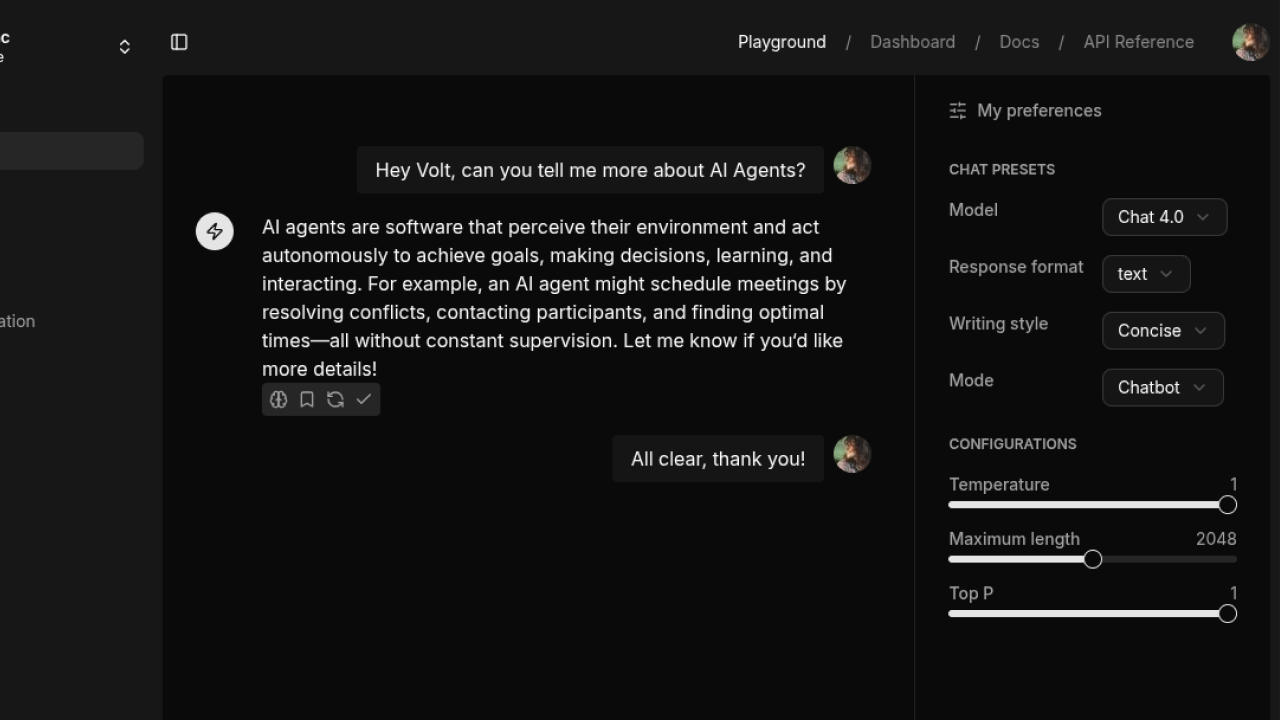 Playground / Dashboard / Docs / API Reference
ation
Hey Volt, can you tell me more about AI Agents?
AI agents are software that perceive their environment and act
autonomously to achieve goals, making decisions, learning, and
interacting. For example, an AI agent might schedule meetings by
resolving conflicts, contacting participants, and finding optimal
times—all without constant supervision. Let me know if you‘d like
more details!
All clear, thank you!
My preferences
CHAT PRESETS
Model Chat 4.0
Response format text
Writing style Concise
Mode Chatbot
CONFIGURATIONS
Temperature 1
Maximum length 2048
Top P 1